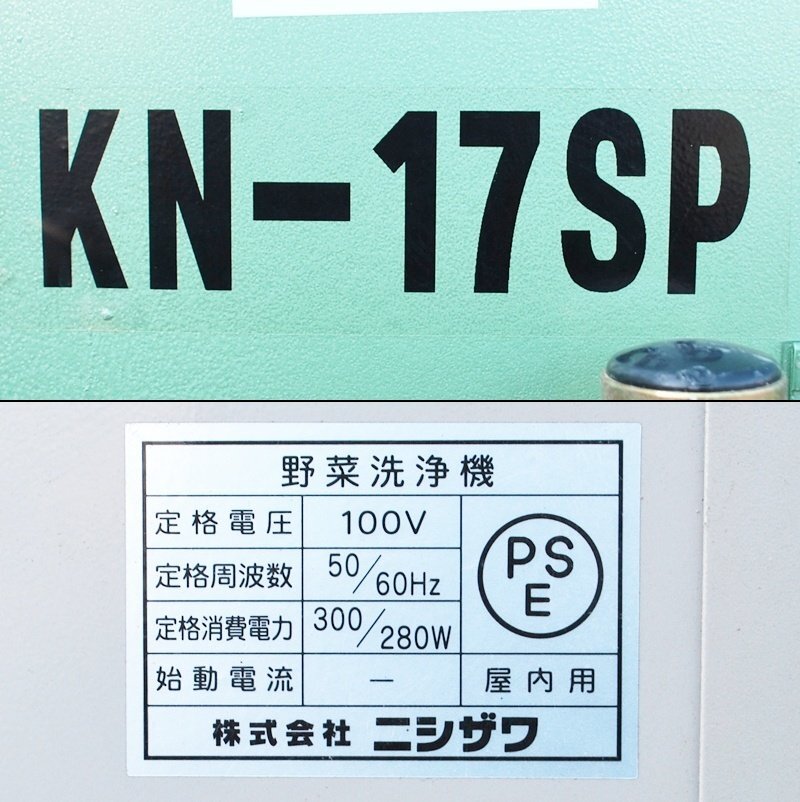 KN-17SP
野菜洗浄機
定格電圧 100V
定格周波数 50/60Hz
定格消費電力 300/280W
PS
E
始動電流 ― 屋内用
株式会社 ニシザワ